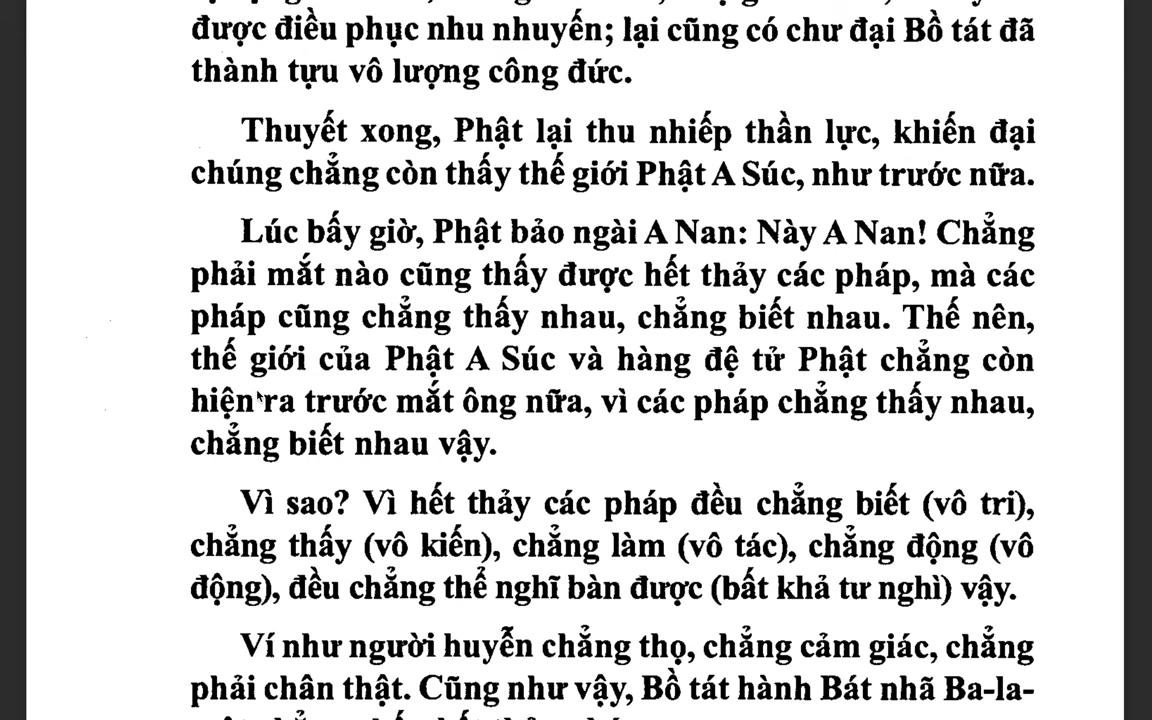 được điều phục nhu nhuyến; lại cũng có chư đại Bồ tát đã
thành tựu vô lượng công đức.
Thuyết xong, Phật lại thu nhiếp thần lực, khiến đại
chúng chẳng còn thấy thế giới Phật A Súc, như trước nữa.
Lúc bấy giờ, Phật bảo ngài A Nan: Này A Nan! Chẳng
phải mắt nào cũng thấy được hết thảy các pháp, mà các
pháp cũng chẳng thấy nhau, chẳng biết nhau. Thế nên,
thế giới của Phật A Súc và hàng đệ tử Phật chẳng còn
hiện ra trước mắt ông nữa, vì các pháp chẳng thấy nhau,
chẳng biết nhau vậy.
Vì sao? Vì hết thảy các pháp đều chẳng biết (vô tri),
chẳng thấy (vô kiến), chẳng làm (vô tác), chẳng động (vô
động), đều chẳng thể nghĩ bàn được (bất khả tư nghì) vậy.
Ví như người huyễn chẳng thọ, chẳng cảm giác, chẳng
phải chân thật. Cũng như vậy, Bồ tát hành Bát nhã Ba-la-